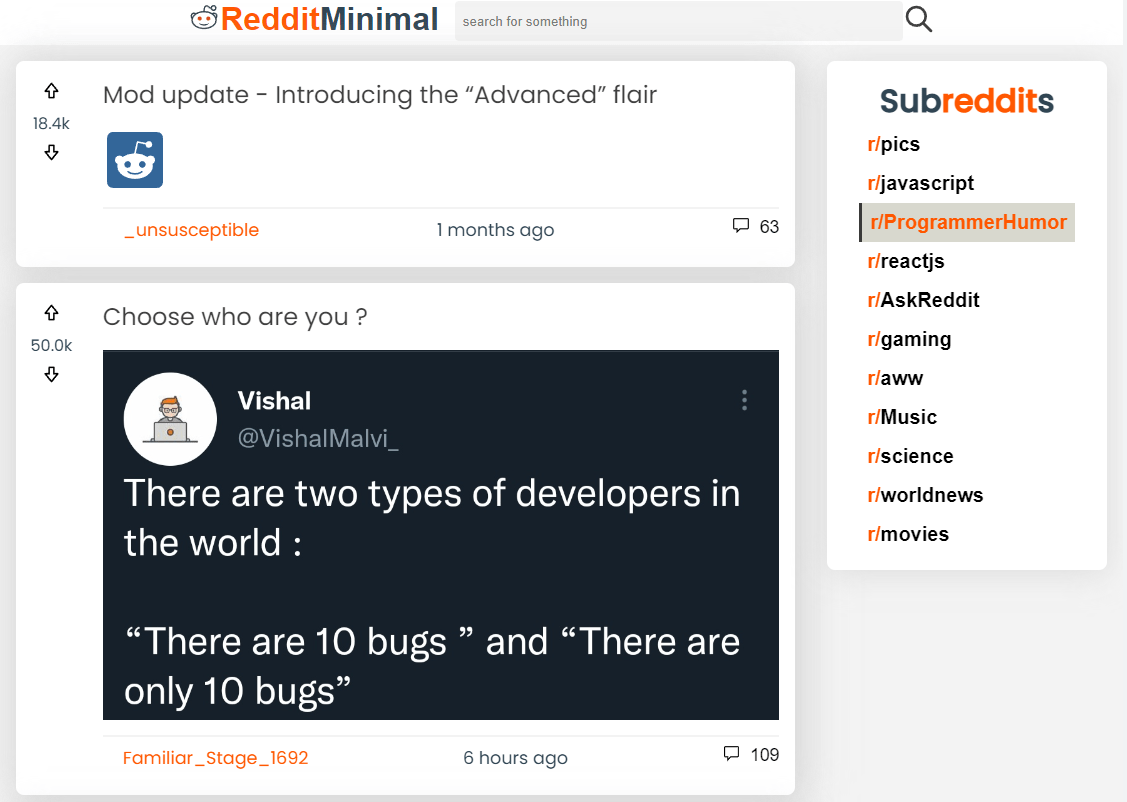 RedditMinimal
search for something
Mod update - Introducing the “Advanced” flair
18.4k
_unsusceptible
1 months ago
63
Choose who are you ?
50.0k
Vishal
@VishalMalvi_
There are two types of developers in
the world :
“There are 10 bugs ” and “There are
only 10 bugs”
Familiar_Stage_1692
6 hours ago
109
Subreddits
r/pics
r/javascript
r/ProgrammerHumor
r/reactjs
r/AskReddit
r/gaming
r/aww
r/Music
r/science
r/worldnews
r/movies